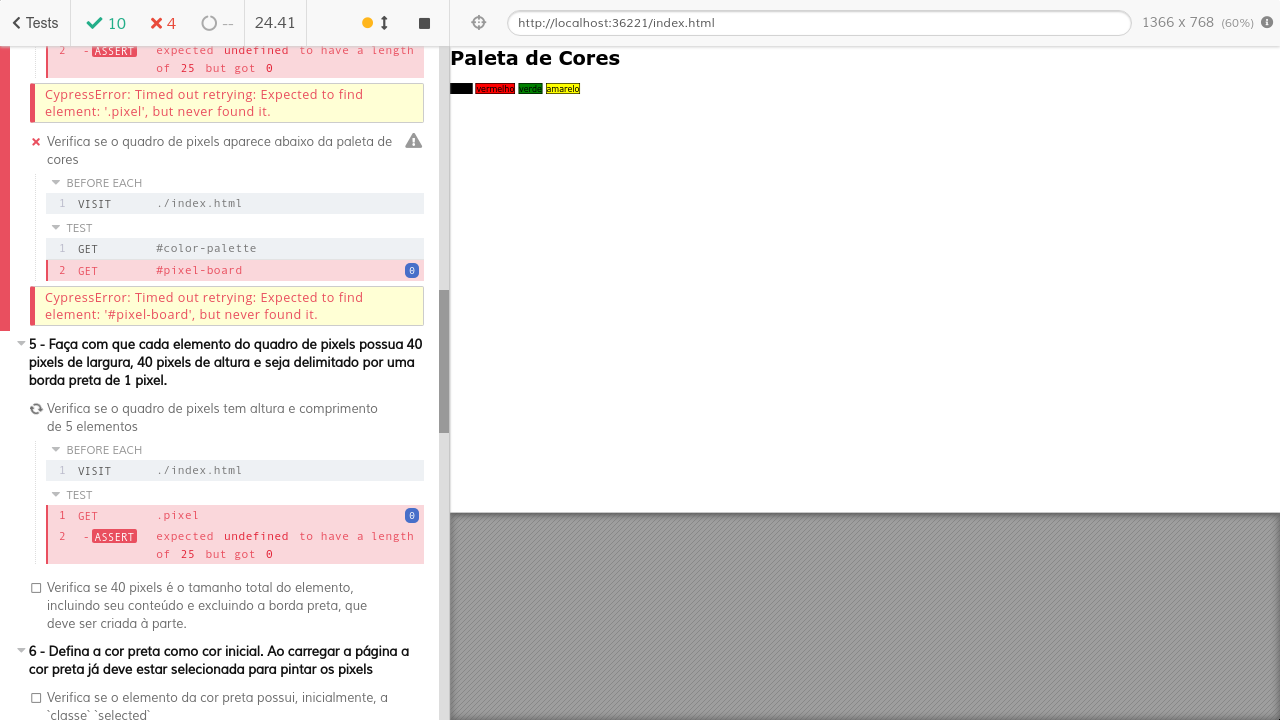 Tests
10
4
--
24.41
http://localhost:36221/index.html
1366 x 768 (60%)
2 - ASSERT expected undefined to have a length
of 25 but got 0
CypressError: Timed out retrying: Expected to find
element: '.pixel', but never found it.
Verifica se o quadro de pixels aparece abaixo da paleta de
cores
BEFORE EACH
1 VISIT ./index.html
TEST
1 GET #color-palette
2 GET #pixel-board 0
CypressError: Timed out retrying: Expected to find
element: '#pixel-board', but never found it.
5 - Faça com que cada elemento do quadro de pixels possua 40
pixels de largura, 40 pixels de altura e seja delimitado por uma
borda preta de 1 pixel.
Verifica se o quadro de pixels tem altura e comprimento
de 5 elementos
BEFORE EACH
1 VISIT ./index.html
TEST
1 GET .pixel 0
2 - ASSERT expected undefined to have a length
of 25 but got 0
Verifica se 40 pixels é o tamanho total do elemento,
incluindo seu conteúdo e excluindo a borda preta, que
deve ser criada à parte.
6 - Defina a cor preta como cor inicial. Ao carregar a página a
cor preta já deve estar selecionada para pintar os pixels
Verifica se o elemento da cor preta possui, inicialmente, a
`classe` `selected`
Paleta de Cores
vermelho verde amarelo